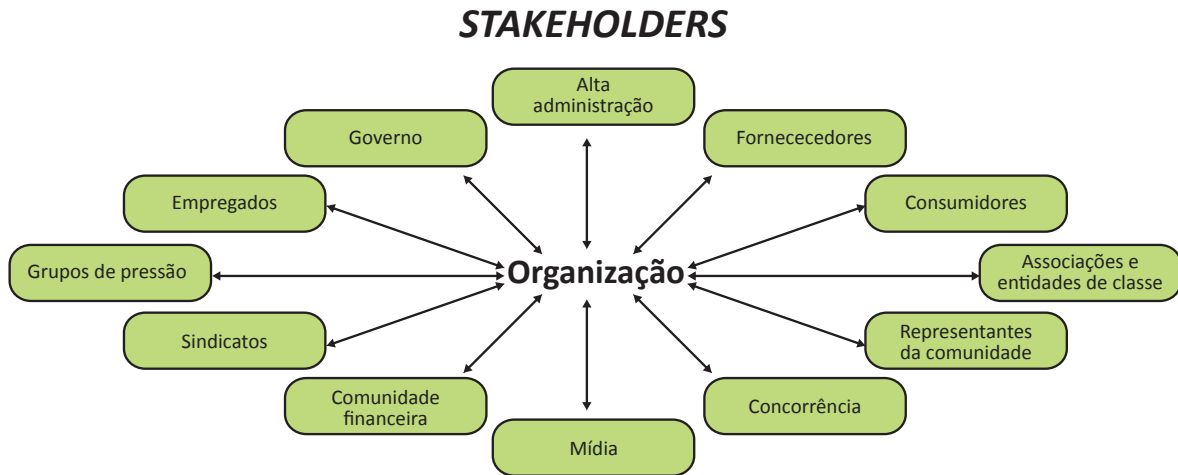 STAKEHOLDERS
Alta
administração
Governo
Fornececedores
Empregados
Consumidores
Grupos de pressão
Organização
Associações e
entidades de classe
Sindicatos
Representantes
da comunidade
Comunidade
financeira
Concorrência
Mídia